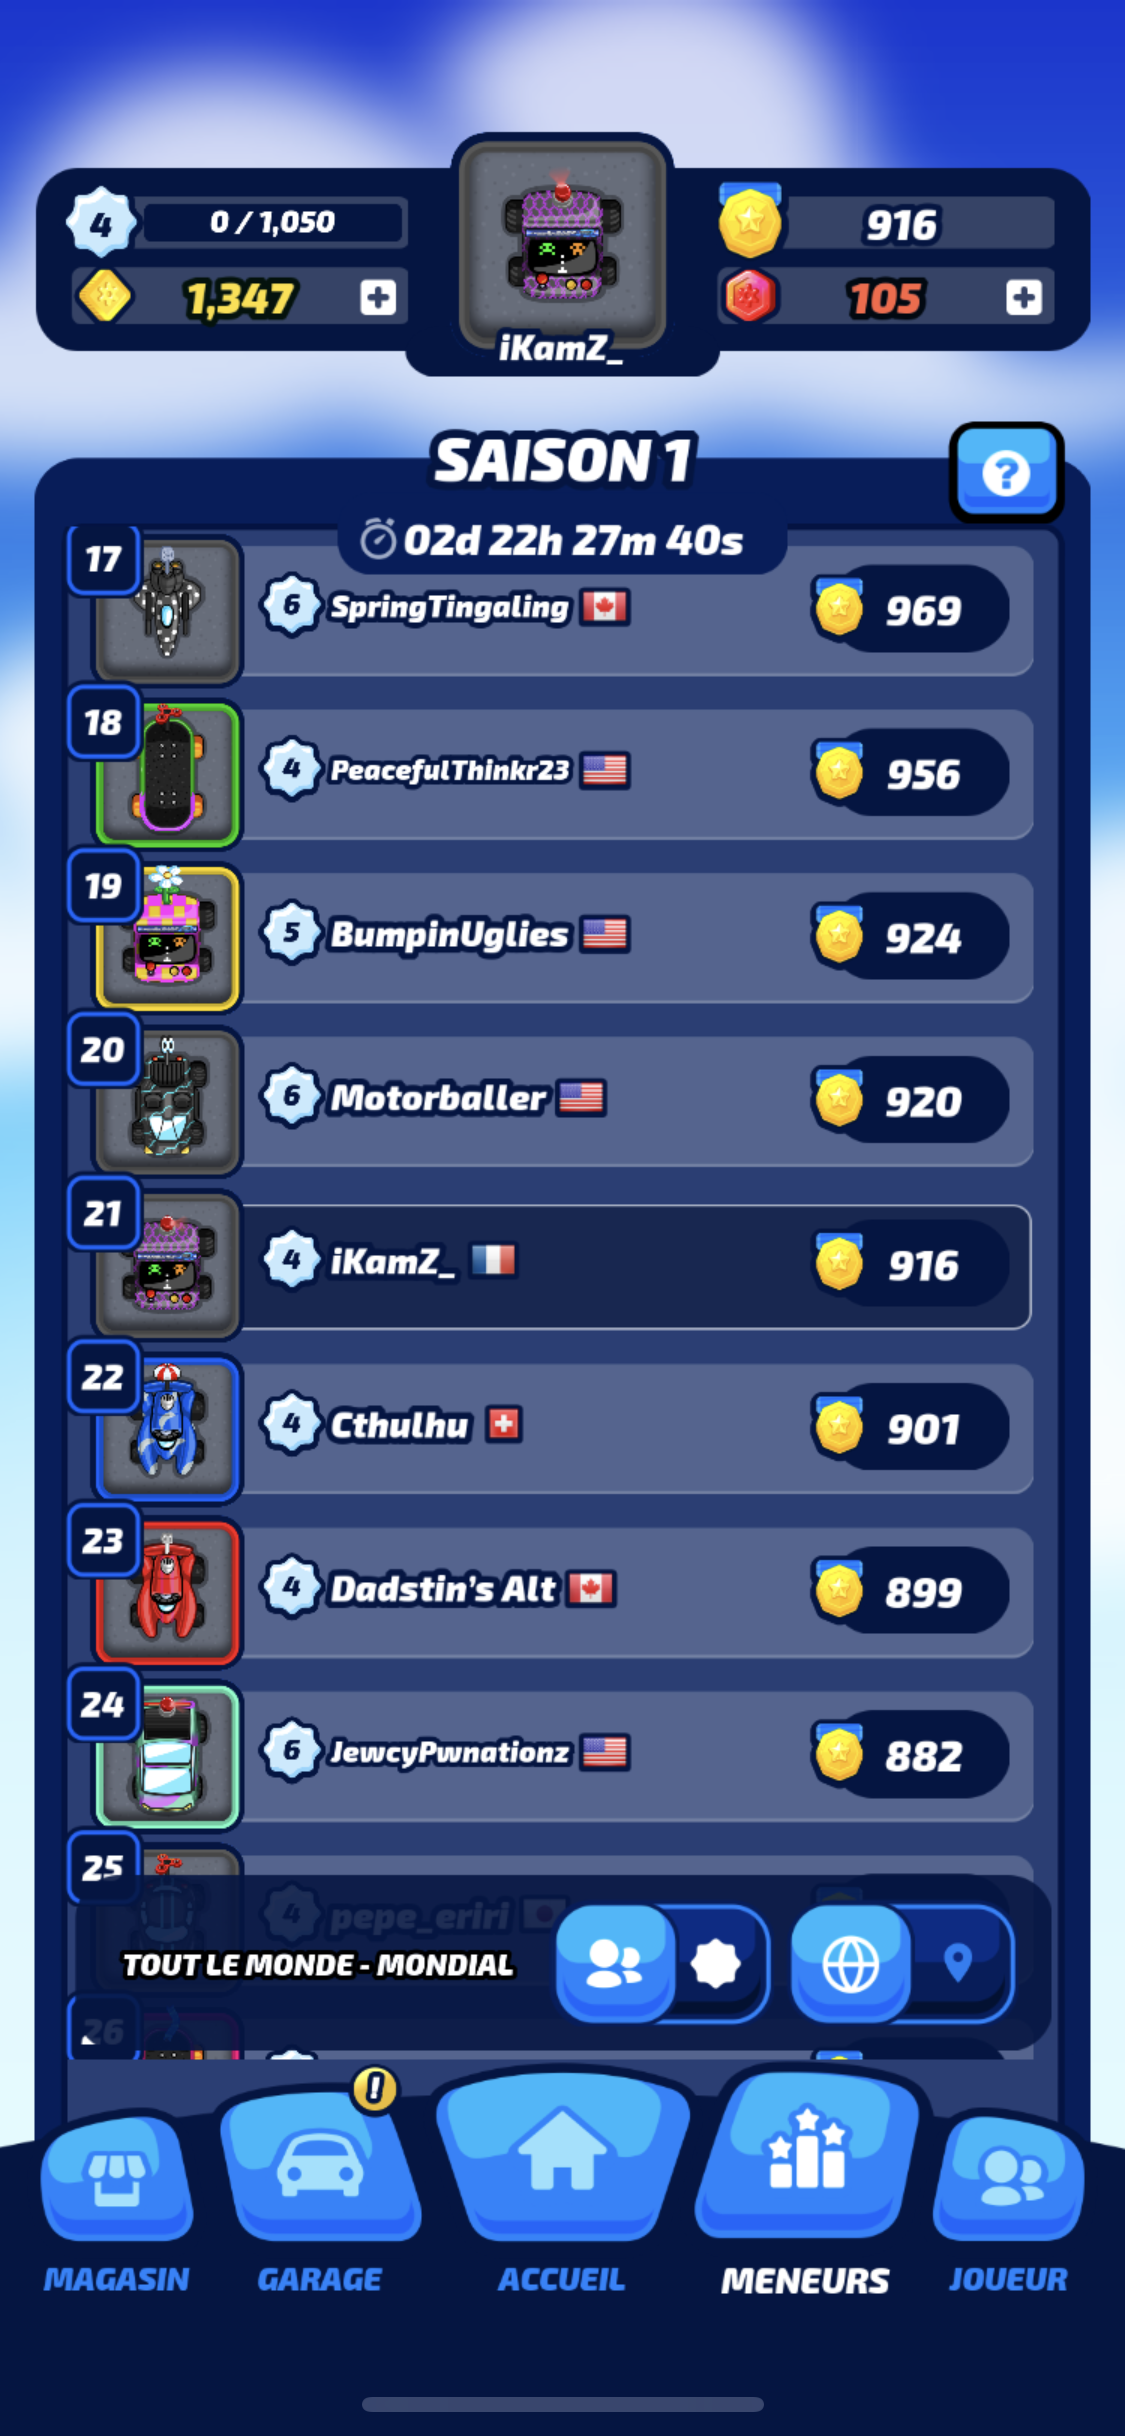 4 0 / 1,050 916
1,347 105
iKamZ_
SAISON 1
02d 22h 27m 40s
17 6 SpringTingaling 969
18 4 PeacefulThinkr23 956
19 5 BumpinUglies 924
20 6 Motorballer 920
21 4 iKamZ_ 916
22 4 Cthulhu 901
23 4 Dadstin's Alt 899
24 6 JewcyPwnationz 882
25 4 pepe_eriri
TOUT LE MONDE - MONDIAL
26
MAGASIN GARAGE ACCUEIL MENEURS JOUEUR